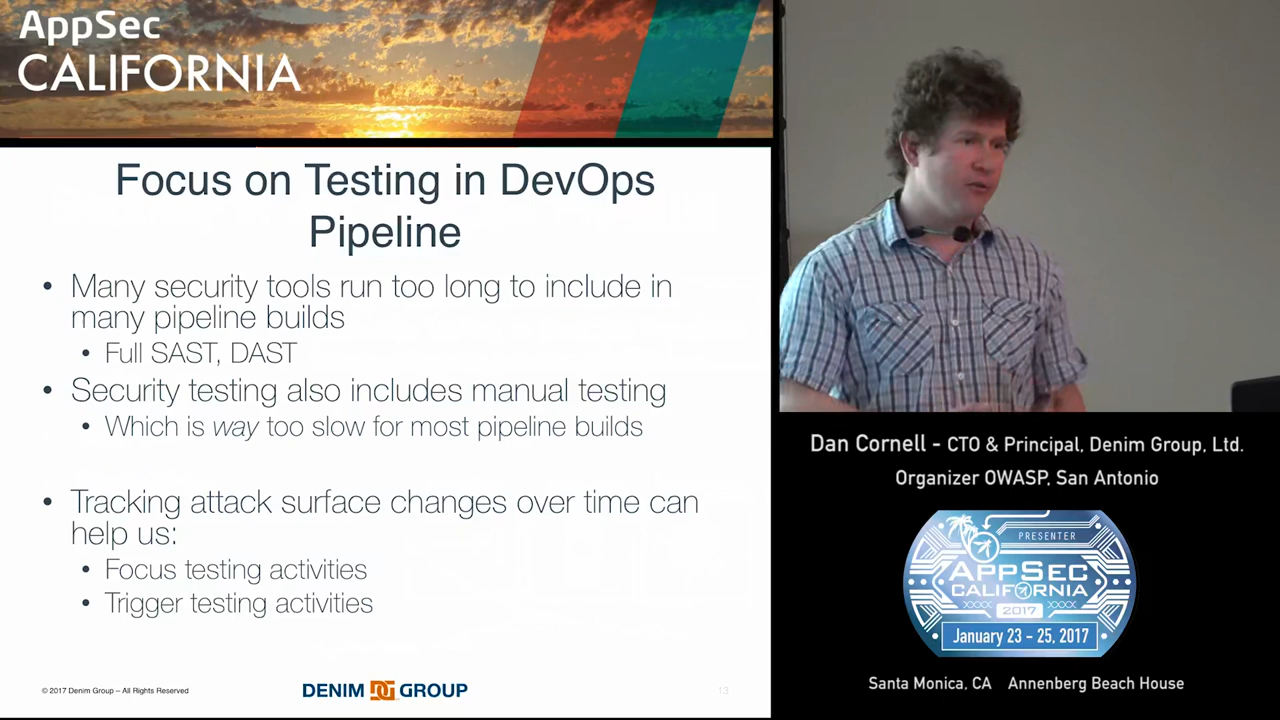 AppSec
CALIFORNIA
Focus on Testing in DevOps
Pipeline
• Many security tools run too long to include in
many pipeline builds
• Full SAST, DAST
• Security testing also includes manual testing
• Which is way too slow for most pipeline builds
• Tracking attack surface changes over time can
help us:
• Focus testing activities
• Trigger testing activities
© 2017 Denim Group – All Rights Reserved
DENIM DG GROUP
13
Dan Cornell - CTO & Principal, Denim Group, Ltd.
Organizer OWASP, San Antonio
PRESENTER
APPSEC
CALIFORNIA
2017
January 23 - 25, 2017
Santa Monica, CA Annenberg Beach House